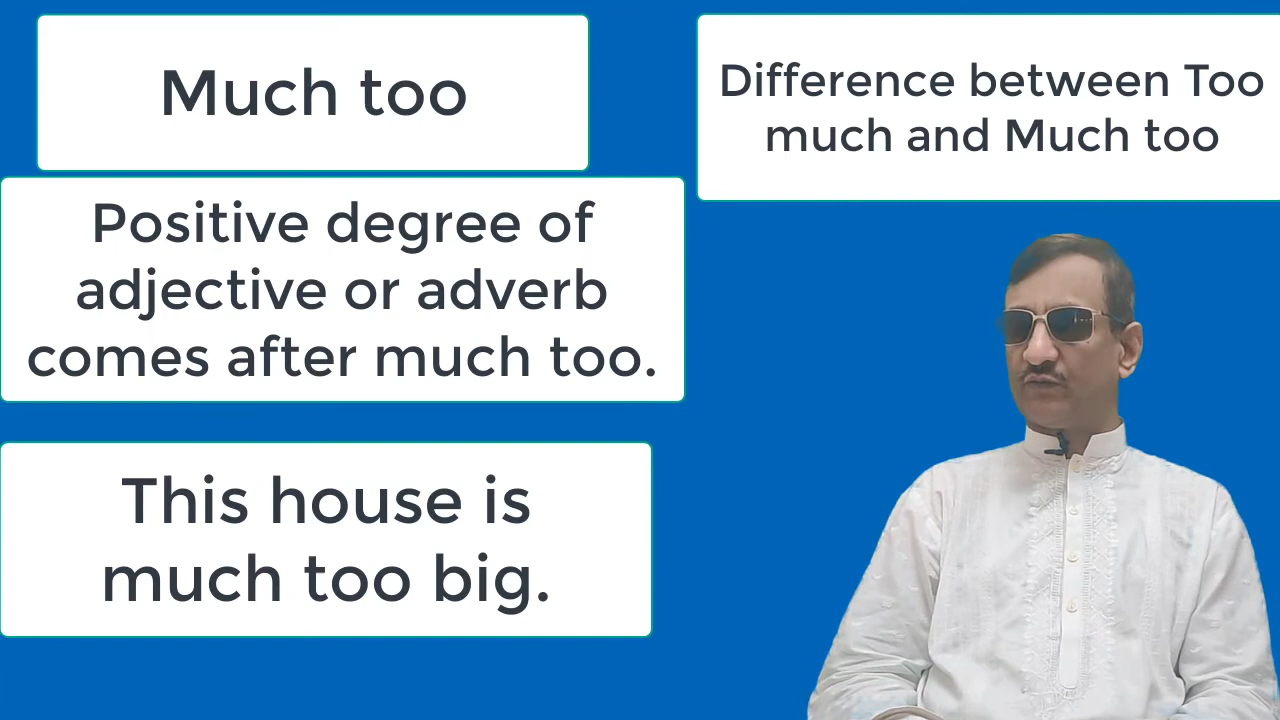 Much too
Difference between Too
much and Much too
Positive degree of
adjective or adverb
comes after much too.
This house is
much too big.